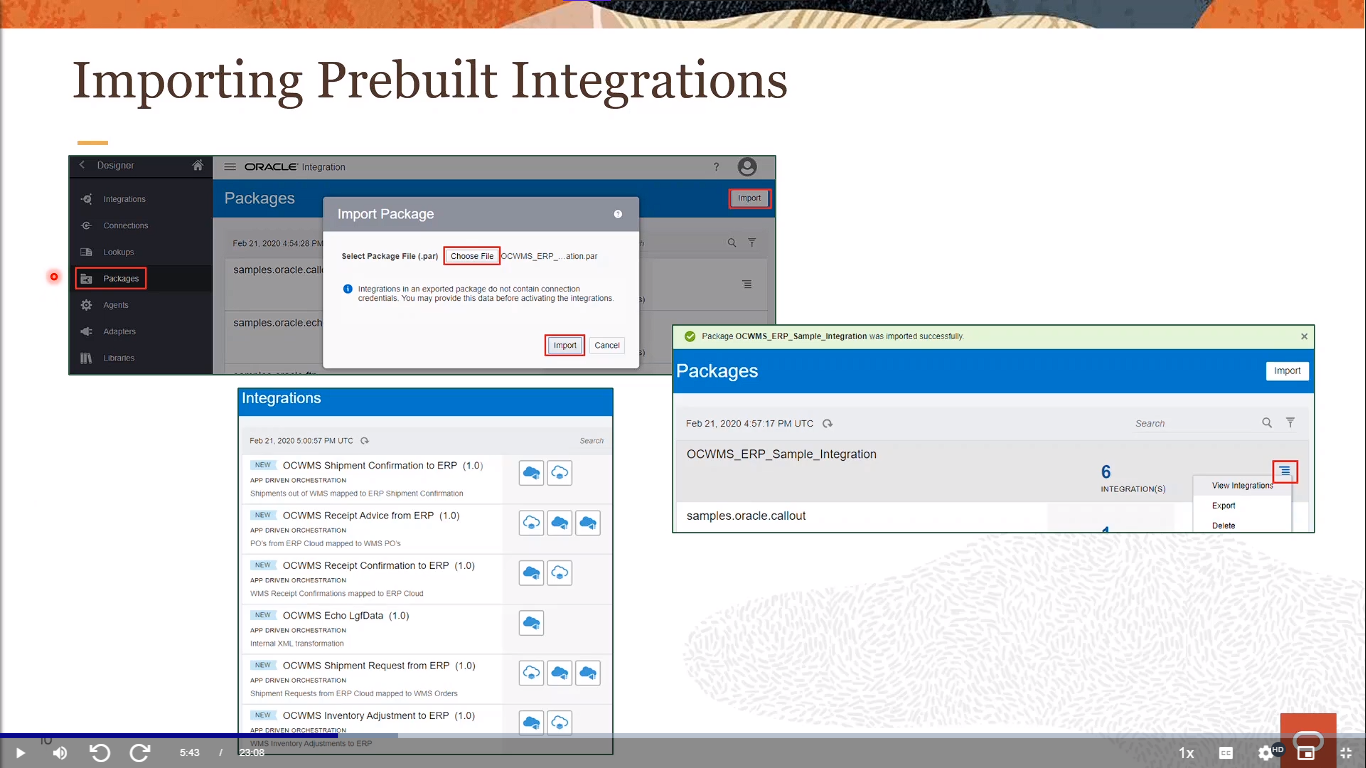 Importing Prebuilt Integrations
Designor
ORACLE Integration
?
Integrations
Connections
Lookups
Packages
Agents
Adapters
Libraries
Packages
Import
Feb 21, 2020 4:54:28 PM
samples.oracle.callo
samples.oracle.ech
Import Package
?
Select Package File (.par)
Choose File
OCWMS_ERP_...ation.par
Integrations in an exported package do not contain connection
credentials. You may provide this data before activating the integrations.
Import
Cancel
Package OCWMS_ERP_Sample_Integration was imported successfully.
Packages
Import
Feb 21, 2020 4:57:17 PM UTC
Search
OCWMS_ERP_Sample_Integration
6
INTEGRATION(S)
View Integrations
Export
Delete
samples.oracle.callout
Integrations
Feb 21, 2020 5:00:57 PM UTC
Search
NEW OCWMS Shipment Confirmation to ERP (1.0)
APP DRIVEN ORCHESTRATION
Shipments out of WMS mapped to ERP Shipment Confirmation
NEW OCWMS Receipt Advice from ERP (1.0)
APP DRIVEN ORCHESTRATION
PO's from ERP Cloud mapped to WMS PO's
NEW OCWMS Receipt Confirmation to ERP (1.0)
APP DRIVEN ORCHESTRATION
WMS Receipt Confirmations mapped to ERP Cloud
NEW OCWMS Echo LgfData (1.0)
APP DRIVEN ORCHESTRATION
Internal XML transformation
NEW OCWMS Shipment Request from ERP (1.0)
APP DRIVEN ORCHESTRATION
Shipment Requests from ERP Cloud mapped to WMS Orders
NEW OCWMS Inventory Adjustment to ERP (1.0)
APP DRIVEN ORCHESTRATION
WMS Inventory Adjustments to ERP
10
5:43 / 23:08
1x
CC
HD